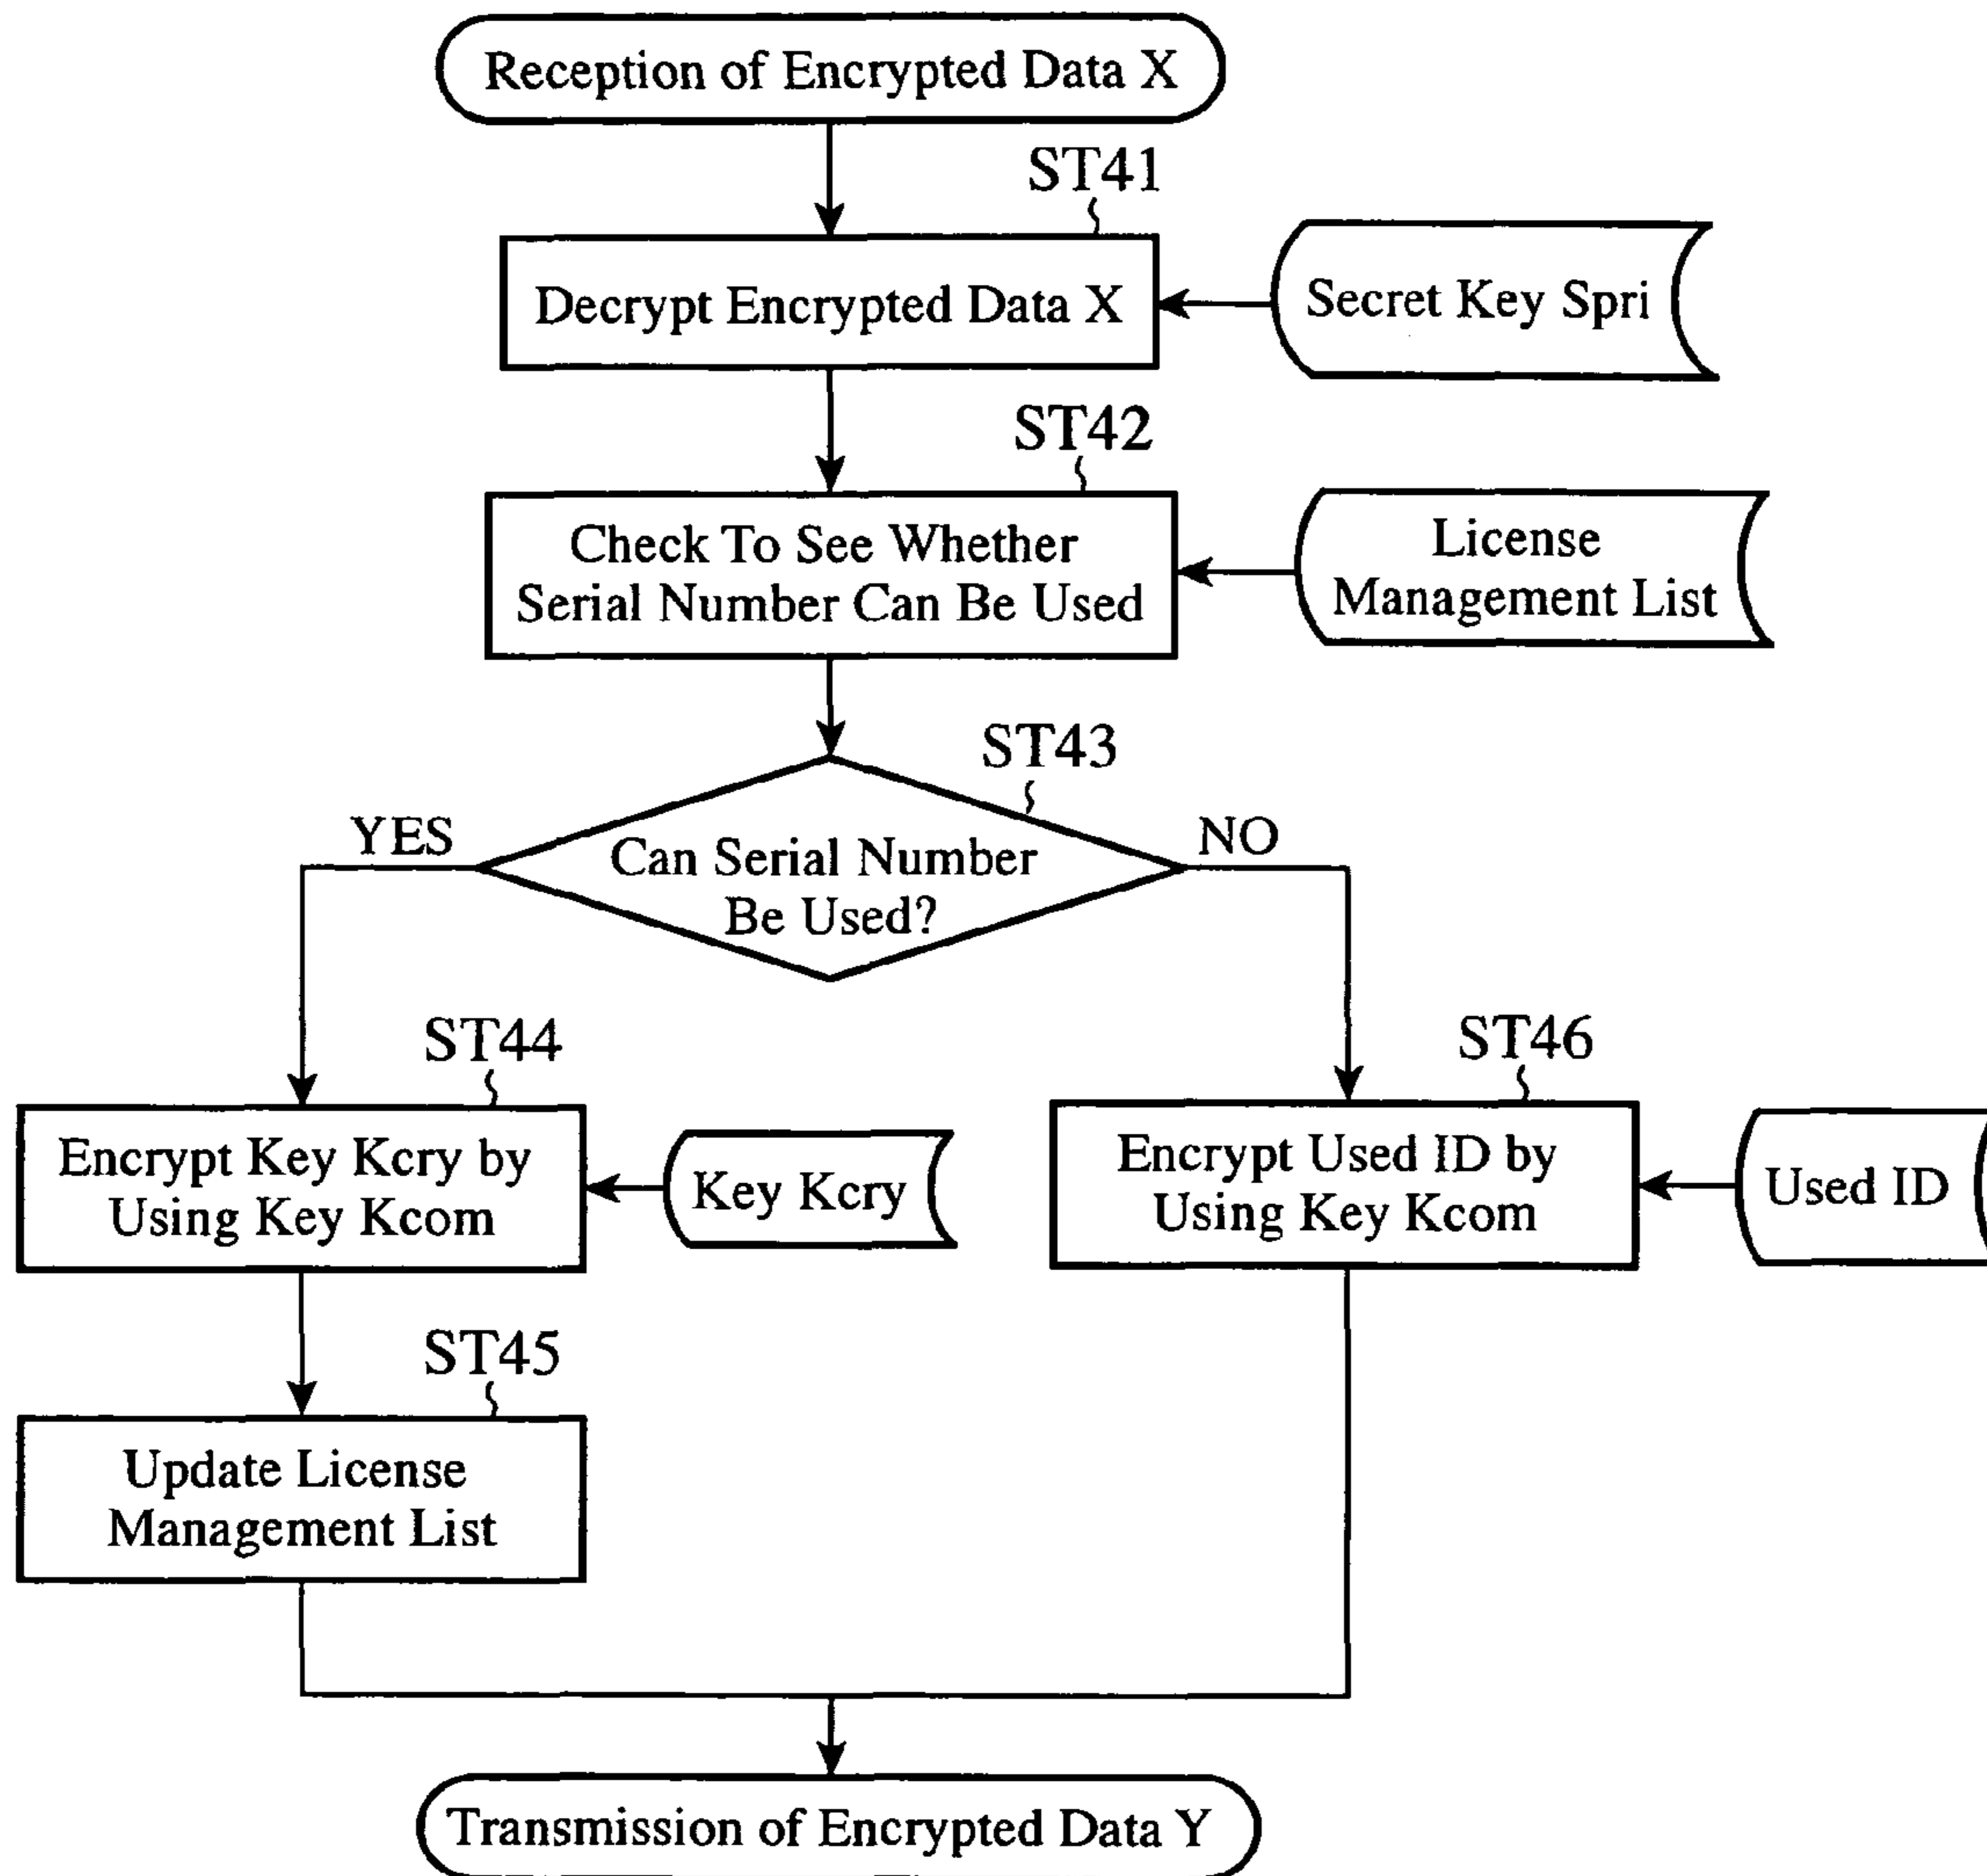 Reception of Encrypted Data X
ST41
Decrypt Encrypted Data X
Secret Key Spri
ST42
Check To See Whether
Serial Number Can Be Used
License
Management List
ST43
YES
NO
Can Serial Number
Be Used?
ST44
ST46
Encrypt Key Kcry by
Using Key Kcom
Key Kcry
Encrypt Used ID by
Using Key Kcom
Used ID
ST45
Update License
Management List
Transmission of Encrypted Data Y